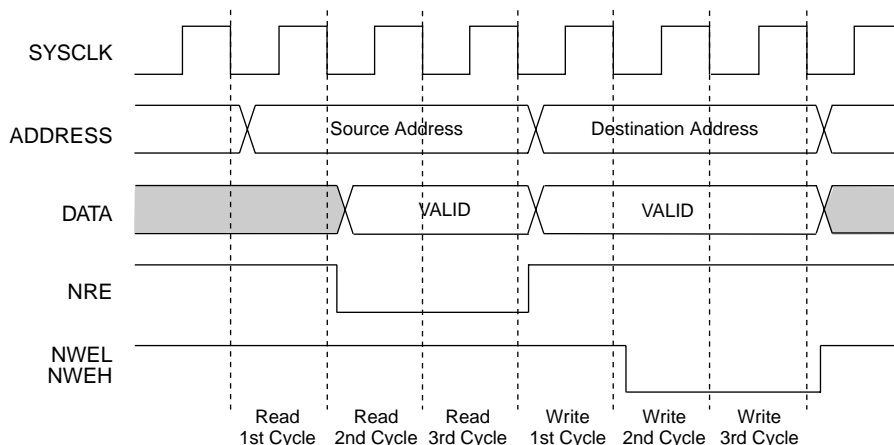 SYSCLK
ADDRESS
Source Address
Destination Address
DATA
VALID
VALID
NRE
NWEL
NWEH
Read
1st Cycle
Read
2nd Cycle
Read
3rd Cycle
Write
1st Cycle
Write
2nd Cycle
Write
3rd Cycle